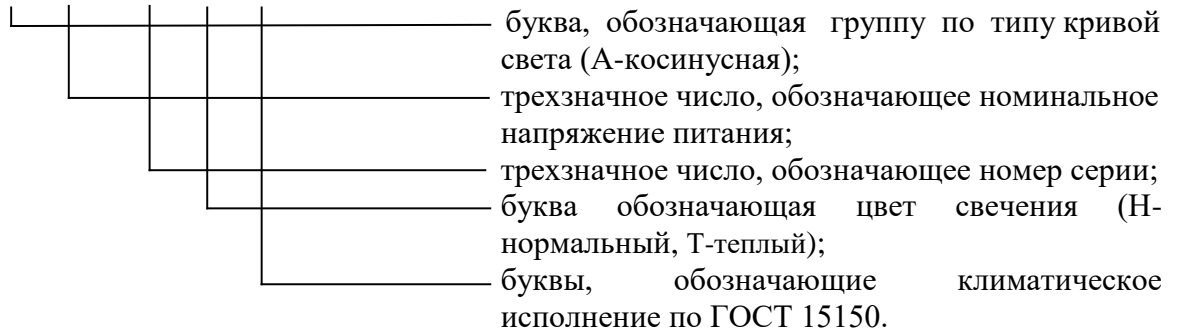 буква, обозначающая группу по типу кривой
света (А-косинусная);
трехзначное число, обозначающее номинальное
напряжение питания;
трехзначное число, обозначающее номер серии;
буква обозначающая цвет свечения (Н-
нормальный, Т-теплый);
буквы, обозначающие климатическое
исполнение по ГОСТ 15150.